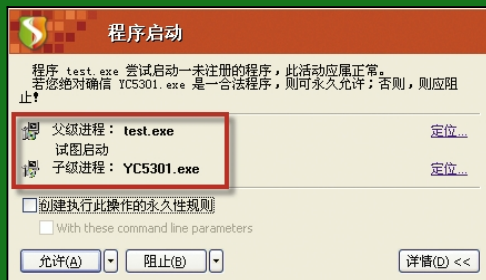 程序启动
程序 test.exe 尝试启动一未注册的程序，此活动应属正常。
若您绝对确信 YC5301.exe 是一合法程序，则可永久允许；否则，则应阻
止！
父级进程： test.exe 定位...
试图启动
子级进程： YC5301.exe 定位...
创建执行此操作的永久性规则
With these command line parameters
允许(A) 阻止(B) 详情(D) <<